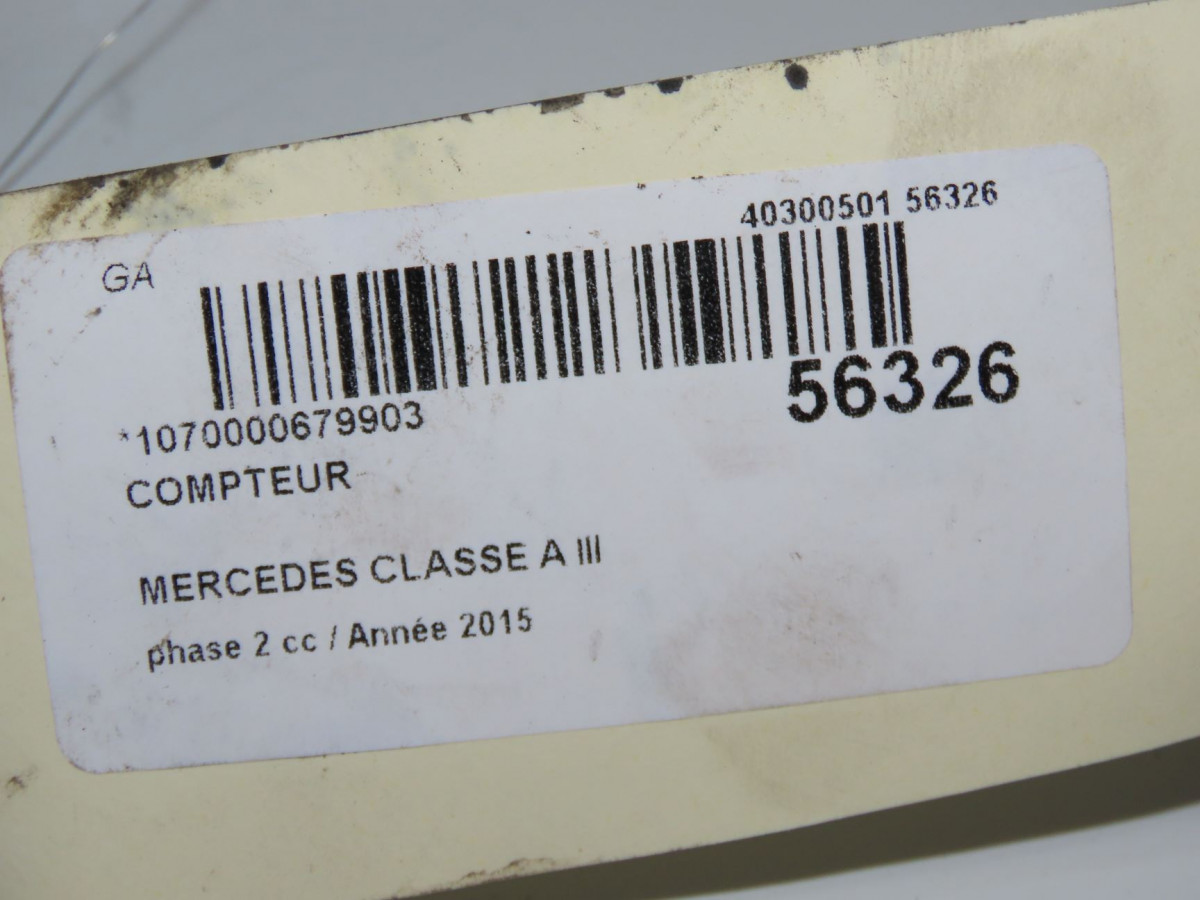 40300501 56326
GA
56326
*1070000679903
COMPTEUR
MERCEDES CLASSE A III
phase 2 cc / Année 2015